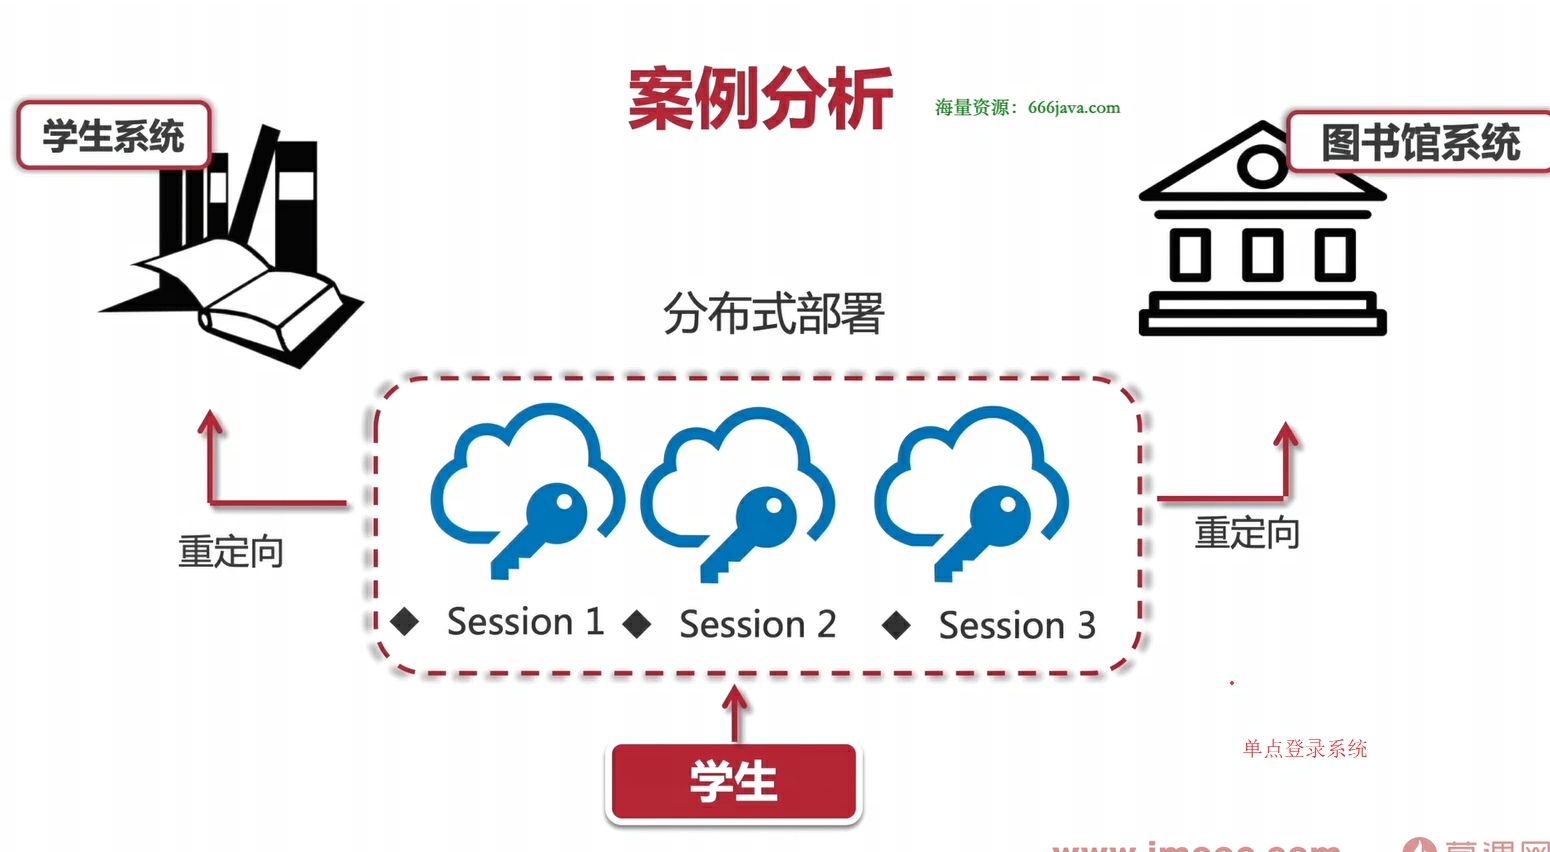 案例分析
海量资源：666java.com
学生系统
图书馆系统
分布式部署
重定向
重定向
◆ Session 1
◆ Session 2
◆ Session 3
学生
单点登录系统
www.imooc.com
慕课网